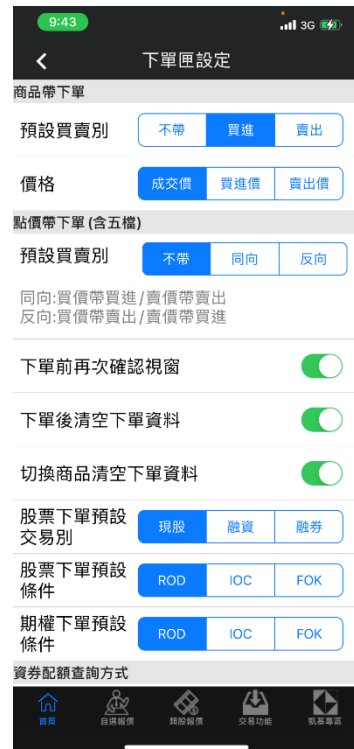 9:43 3G
下單匣設定
商品帶下單
預設買賣別 不帶 買進 賣出
價格 成交價 買進價 賣出價
點價帶下單(含五檔)
預設買賣別 不帶 同向 反向
同向:買價帶買進/賣價帶賣出
反向:買價帶賣出/賣價帶買進
下單前再次確認視窗
下單後清空下單資料
切換商品清空下單資料
股票下單預設
交易別 現股 融資 融券
股票下單預設
條件 ROD IOC FOK
期權下單預設
條件 ROD IOC FOK
資券配額查詢方式
首頁 自選報價 類股報價 交易功能 凱基專區